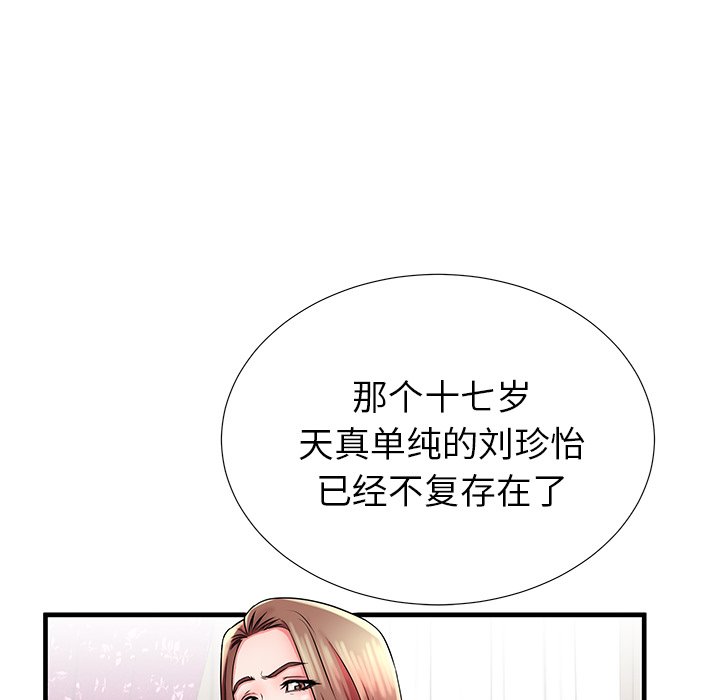 那个十七岁
天真单纯的刘珍怡
已经不复存在了